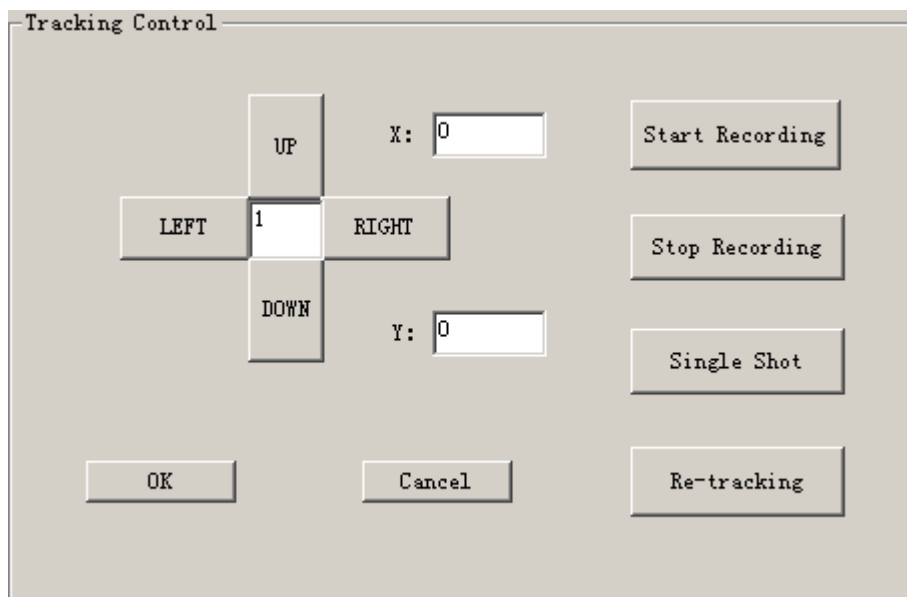 Tracking Control
UP
X: 0
Start Recording
LEFT 1 RIGHT
Stop Recording
DOWN
Y: 0
Single Shot
OK
Cancel
Re-tracking